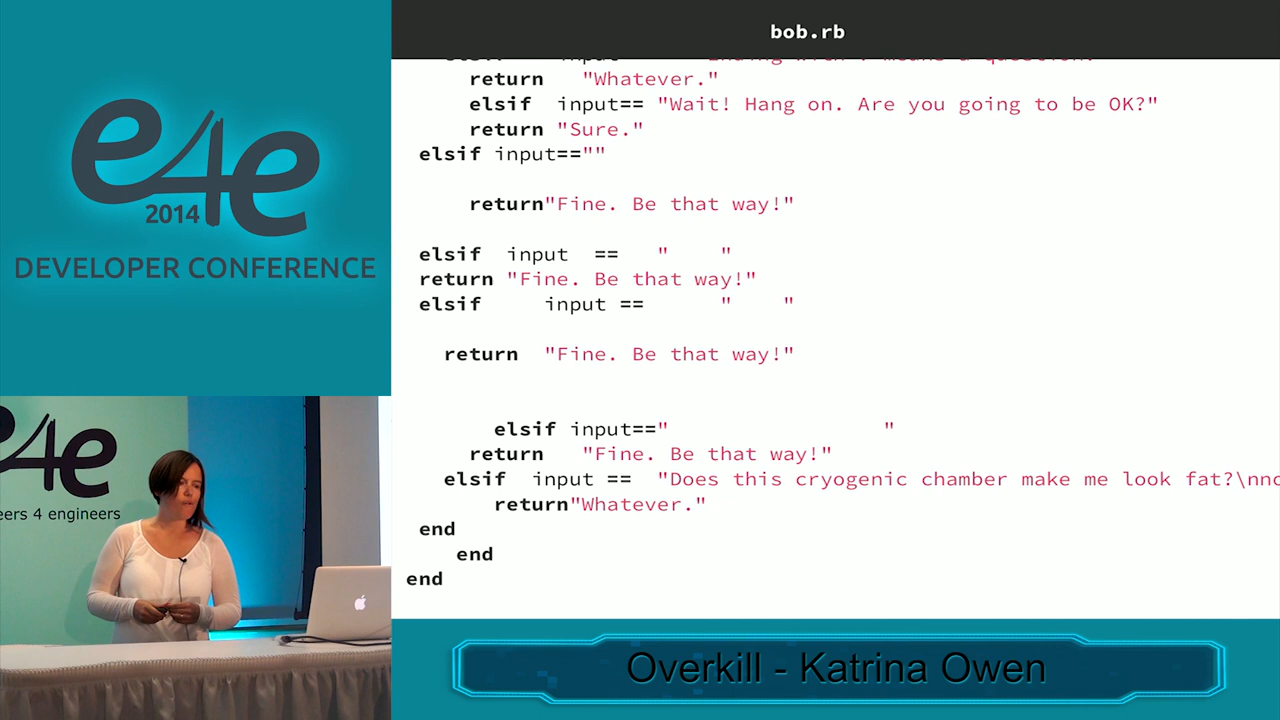 e4e
2014
DEVELOPER CONFERENCE
bob.rb
return "Whatever."
elsif input== "Wait! Hang on. Are you going to be OK?"
return "Sure."
elsif input==""
return"Fine. Be that way!"
elsif input == " "
return "Fine. Be that way!"
elsif input == " "
return "Fine. Be that way!"
elsif input==" "
return "Fine. Be that way!"
elsif input == "Does this cryogenic chamber make me look fat?\nno
return"Whatever."
end
end
end
e4e
eers 4 engineers
Overkill - Katrina Owen